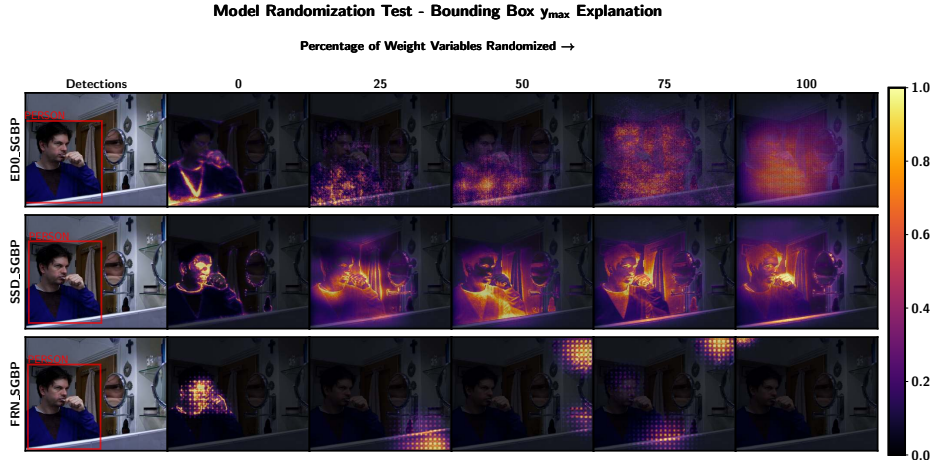 Model Randomization Test - Bounding Box y_max Explanation
Percentage of Weight Variables Randomized →
Detections 0 25 50 75 100
ED0_SGBP
PERSON
SSD_SGBP
PERSON
FRN_SGBP
PERSON
1.0
0.8
0.6
0.4
0.2
0.0